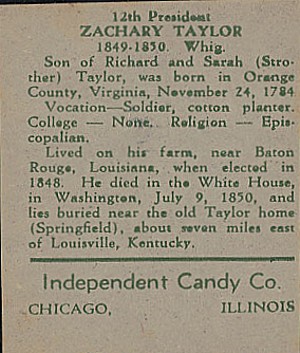 12th President
ZACHARY TAYLOR
1849-1850. Whig.
Son of Richard and Sarah (Stro-
ther) Taylor, was born in Orange
County, Virginia, November 24, 1784
Vocation—Soldier, cotton planter.
College — None. Religion — Epis-
copalian.
Lived on his farm, near Baton
Rouge, Louisiana, when elected in
1848. He died in the White House,
in Washington, July 9, 1850, and
lies buried near the old Taylor home
(Springfield), about seven miles east
of Louisville, Kentucky.
Independent Candy Co.
CHICAGO, ILLINOIS